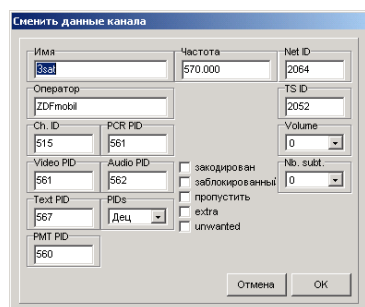 Сменить данные канала
Имя Частота Net ID
3sat 570.000 2064
Оператор TS ID
ZDFmobil 2052
Ch. ID PCR PID Volume
515 561 0
Video PID Audio PID закодирован Nb. subt.
561 562 заблокированный 0
Text PID PIDs пропустить
567 Дец extra
PMT PID unwanted
560
Отмена OK